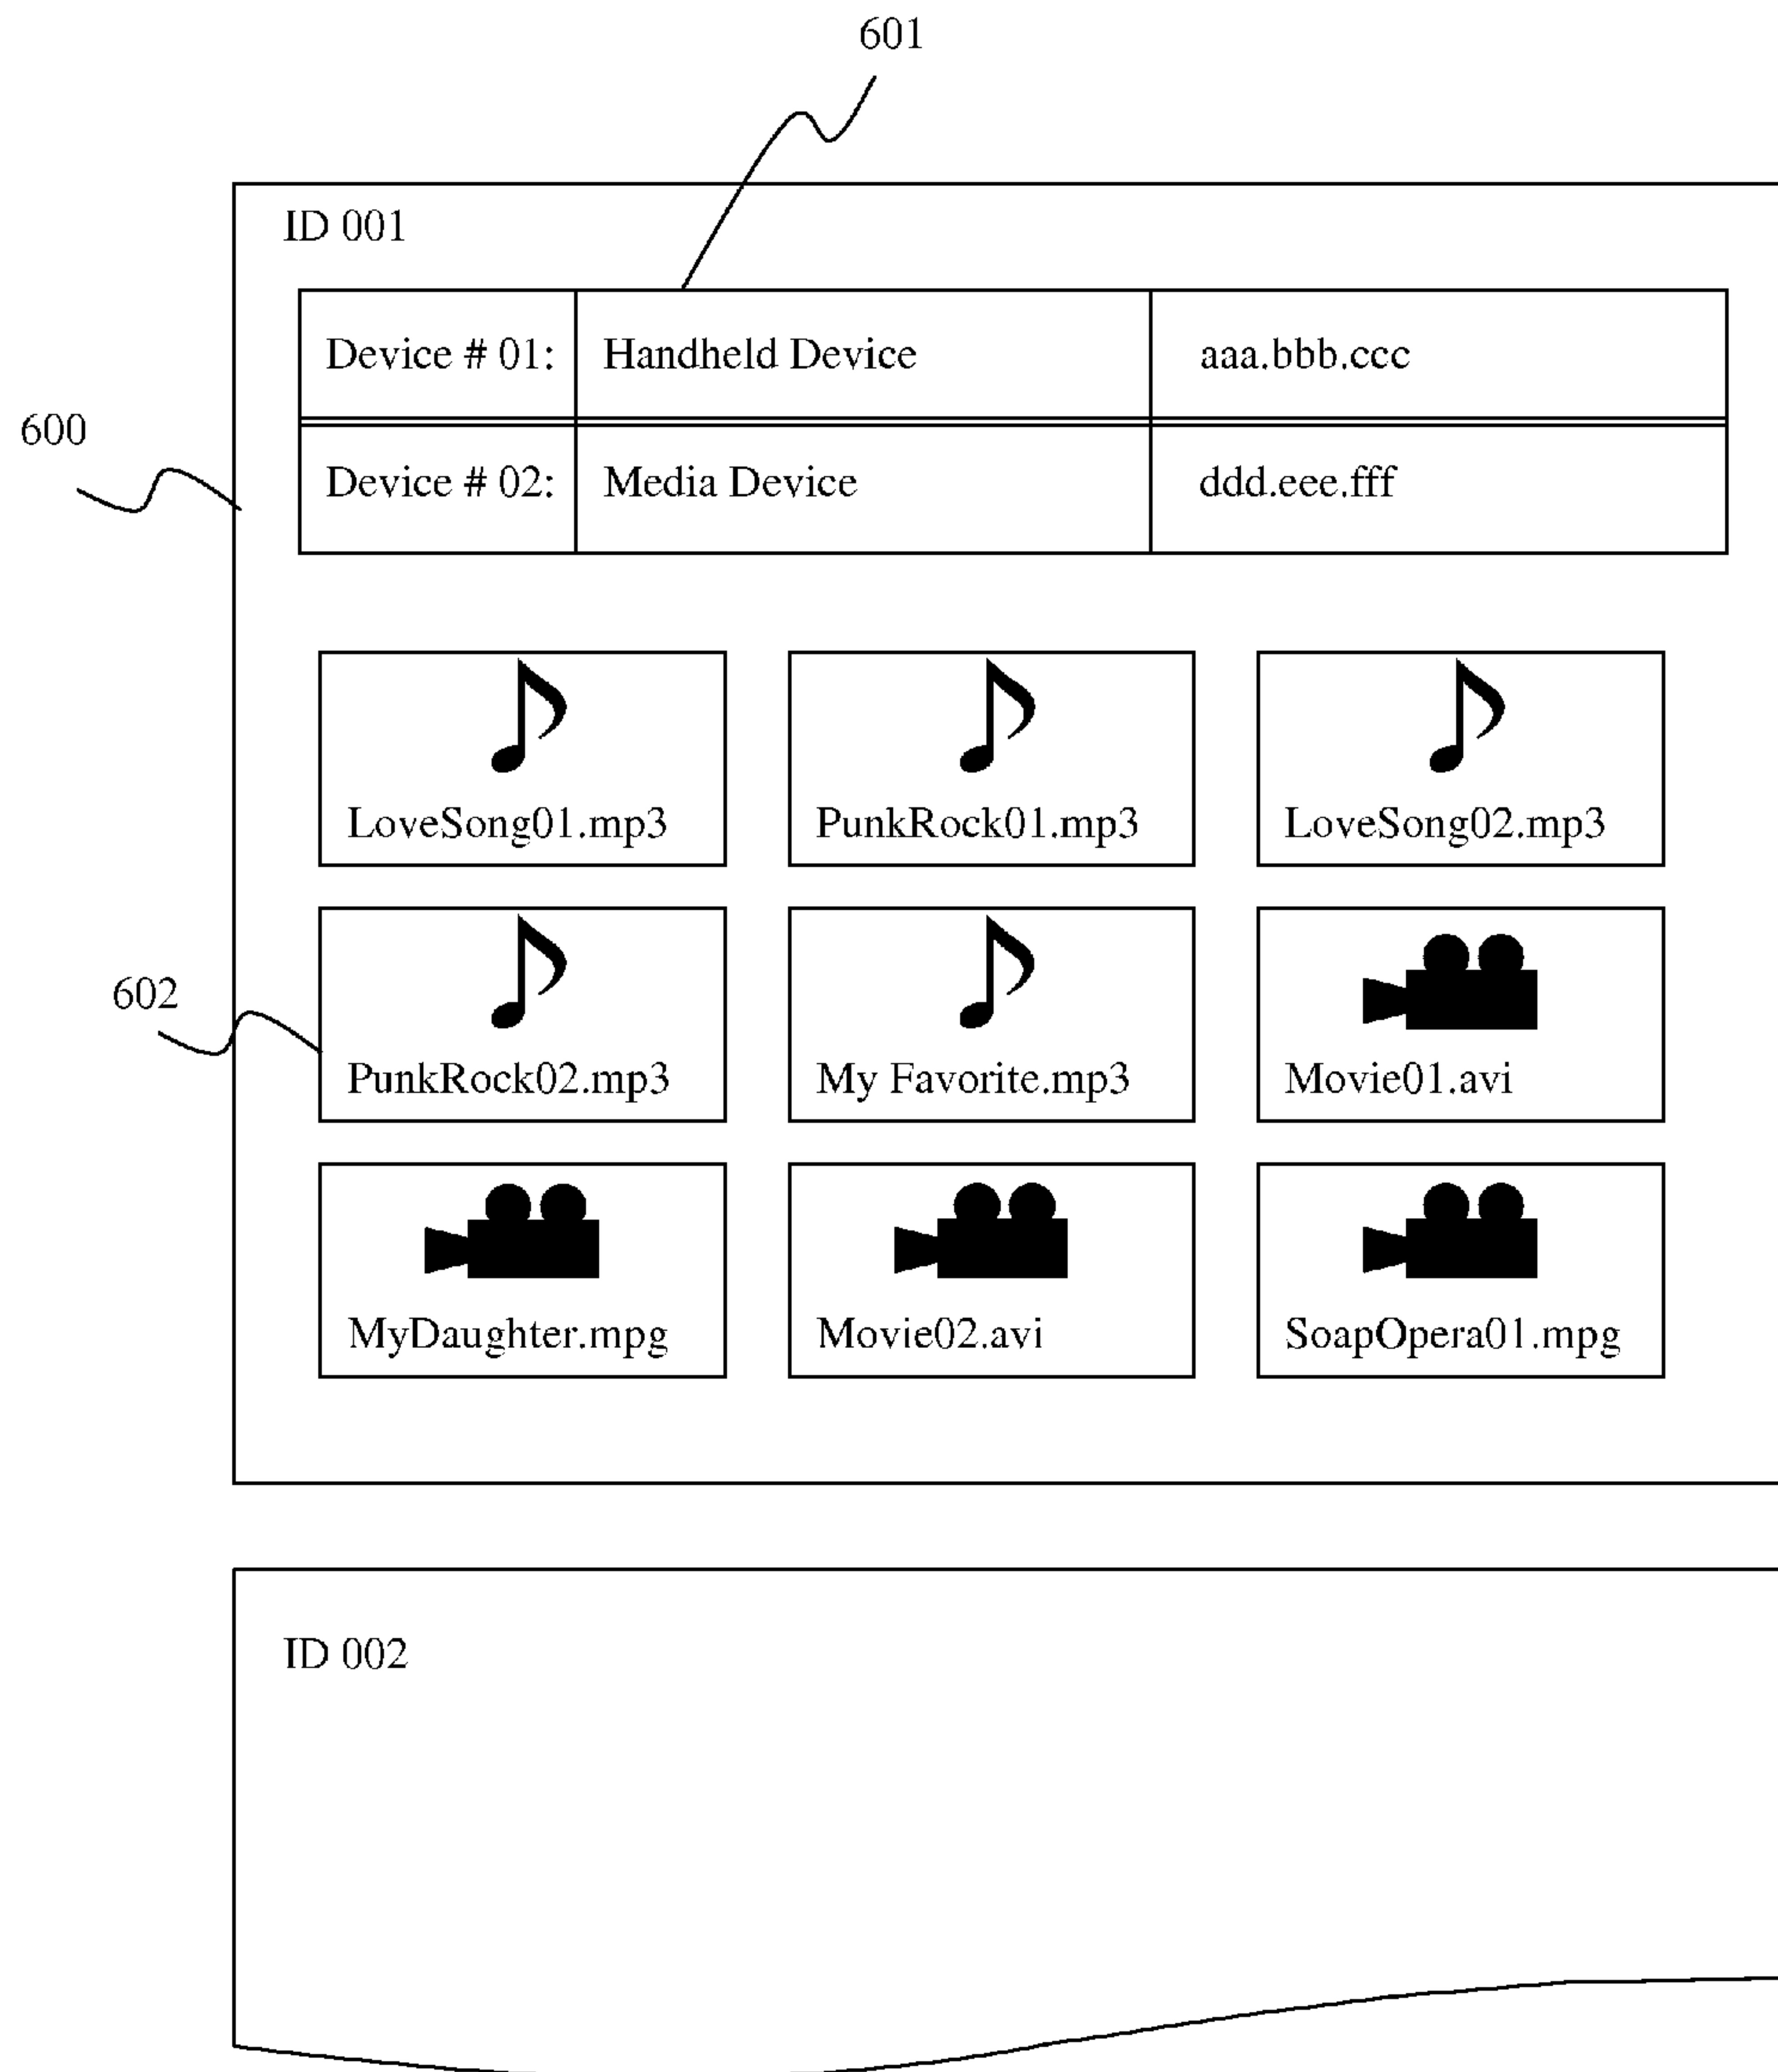 601
ID 001
Device # 01: Handheld Device aaa.bbb.ccc
600
Device # 02: Media Device ddd.eee.fff
LoveSong01.mp3 PunkRock01.mp3 LoveSong02.mp3
602
PunkRock02.mp3 My Favorite.mp3 Movie01.avi
MyDaughter.mpg Movie02.avi SoapOpera01.mpg
ID 002